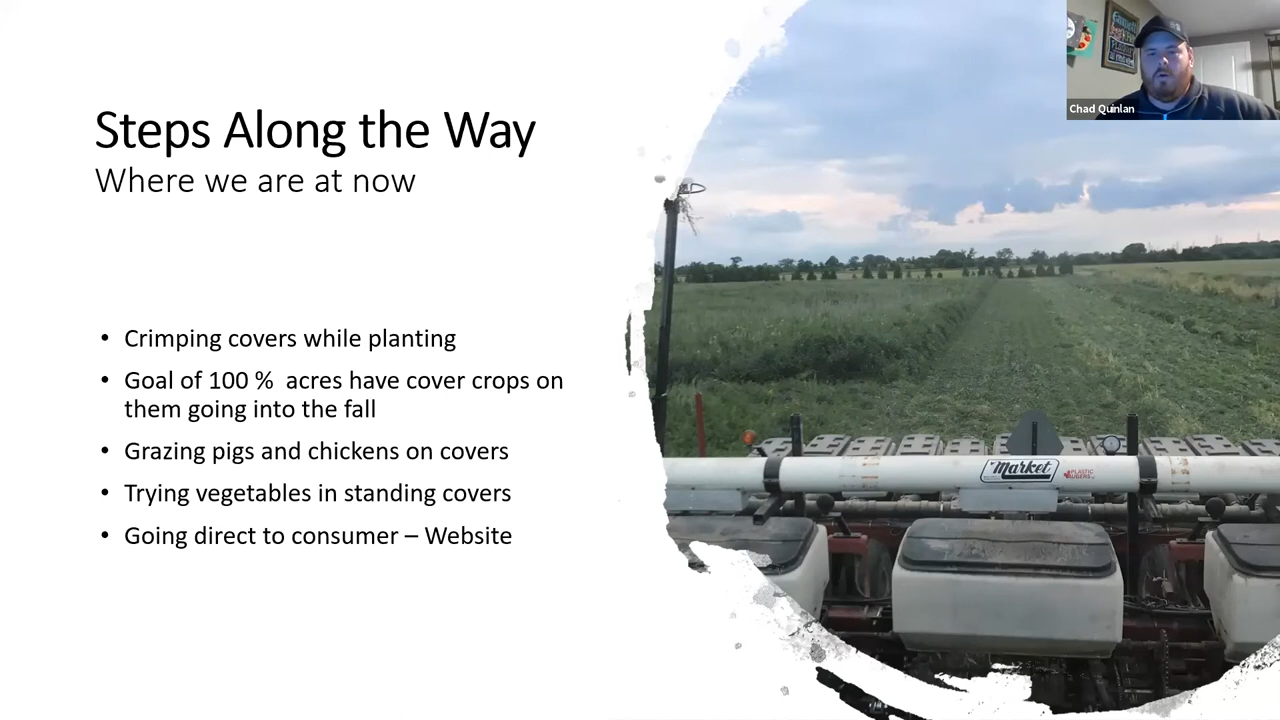 Steps Along the Way
Where we are at now
• Crimping covers while planting
• Goal of 100 %  acres have cover crops on
them going into the fall
• Grazing pigs and chickens on covers
• Trying vegetables in standing covers
• Going direct to consumer – Website
Chad Quinlan
Market
PLASTIC
AUGERS